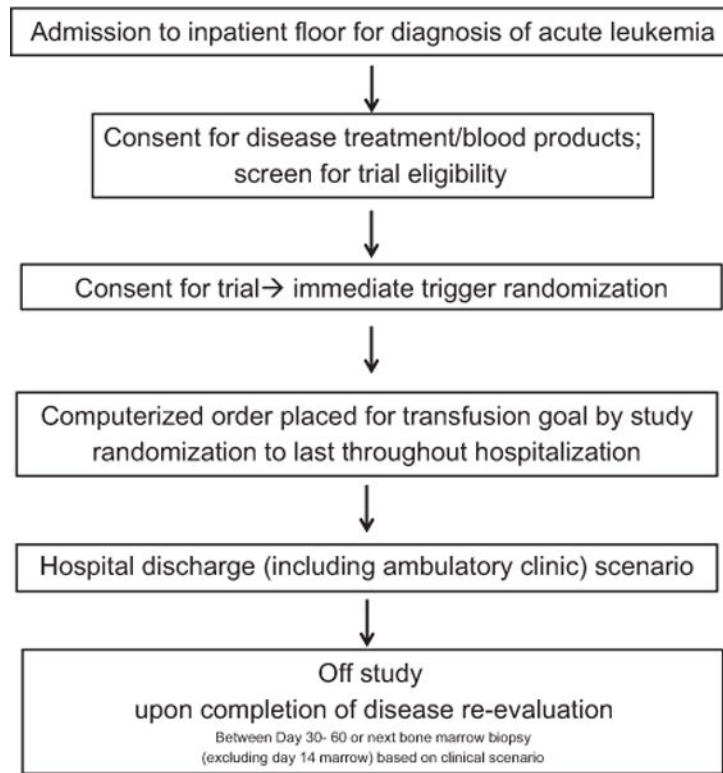 Admission to inpatient floor for diagnosis of acute leukemia
Consent for disease treatment/blood products;
screen for trial eligibility
Consent for trial→ immediate trigger randomization
Computerized order placed for transfusion goal by study
randomization to last throughout hospitalization
Hospital discharge (including ambulatory clinic) scenario
Off study
upon completion of disease re-evaluation
Between Day 30- 60 or next bone marrow biopsy
(excluding day 14 marrow) based on clinical scenario